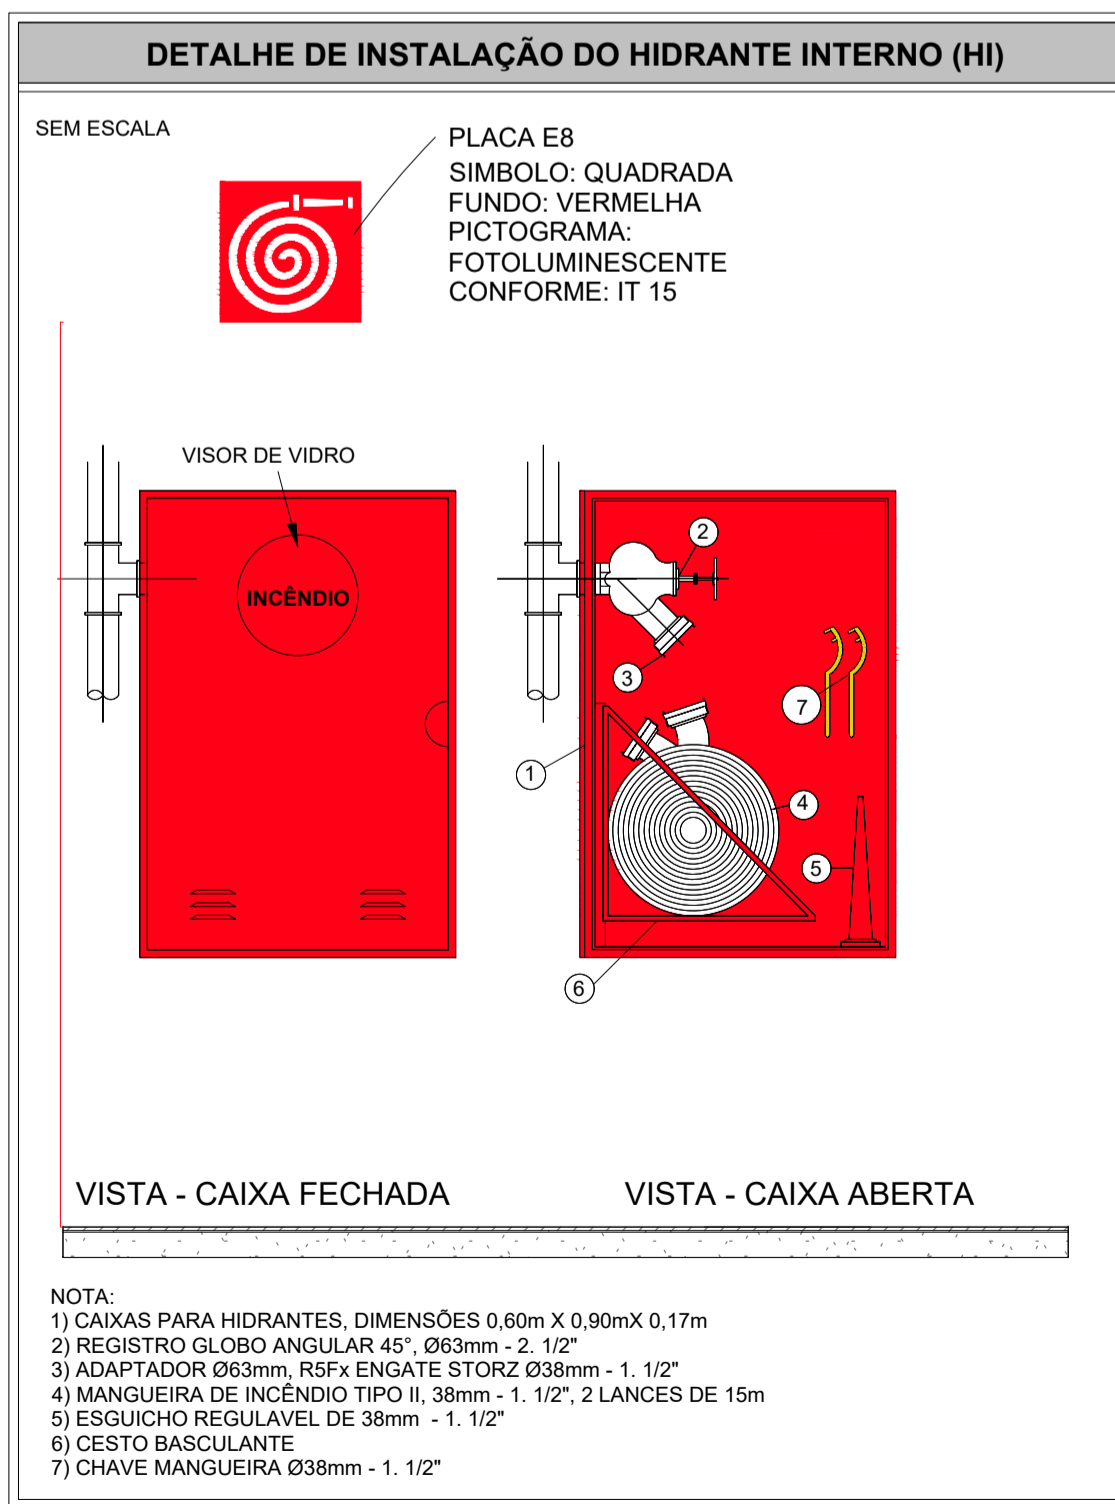 DETALHE DE INSTALAÇÃO DO HIDRANTE INTERNO (HI)
SEM ESCALA
PLACA E8
SIMBOLO: QUADRADA
FUNDO: VERMELHA
PICTOGRAMA:
FOTOLUMINESCENTE
CONFORME: IT 15
VISOR DE VIDRO
INCÊNDIO
2
3
7
1
4
5
6
VISTA - CAIXA FECHADA
VISTA - CAIXA ABERTA
NOTA:
1) CAIXAS PARA HIDRANTES, DIMENSÕES 0,60m X 0,90mX 0,17m
2) REGISTRO GLOBO ANGULAR 45°, Ø63mm - 2. 1/2"
3) ADAPTADOR Ø63mm, R5Fx ENGATE STORZ Ø38mm - 1. 1/2"
4) MANGUEIRA DE INCÊNDIO TIPO II, 38mm - 1. 1/2", 2 LANCES DE 15m
5) ESGUICHO REGULAVEL DE 38mm - 1. 1/2"
6) CESTO BASCULANTE
7) CHAVE MANGUEIRA Ø38mm - 1. 1/2"